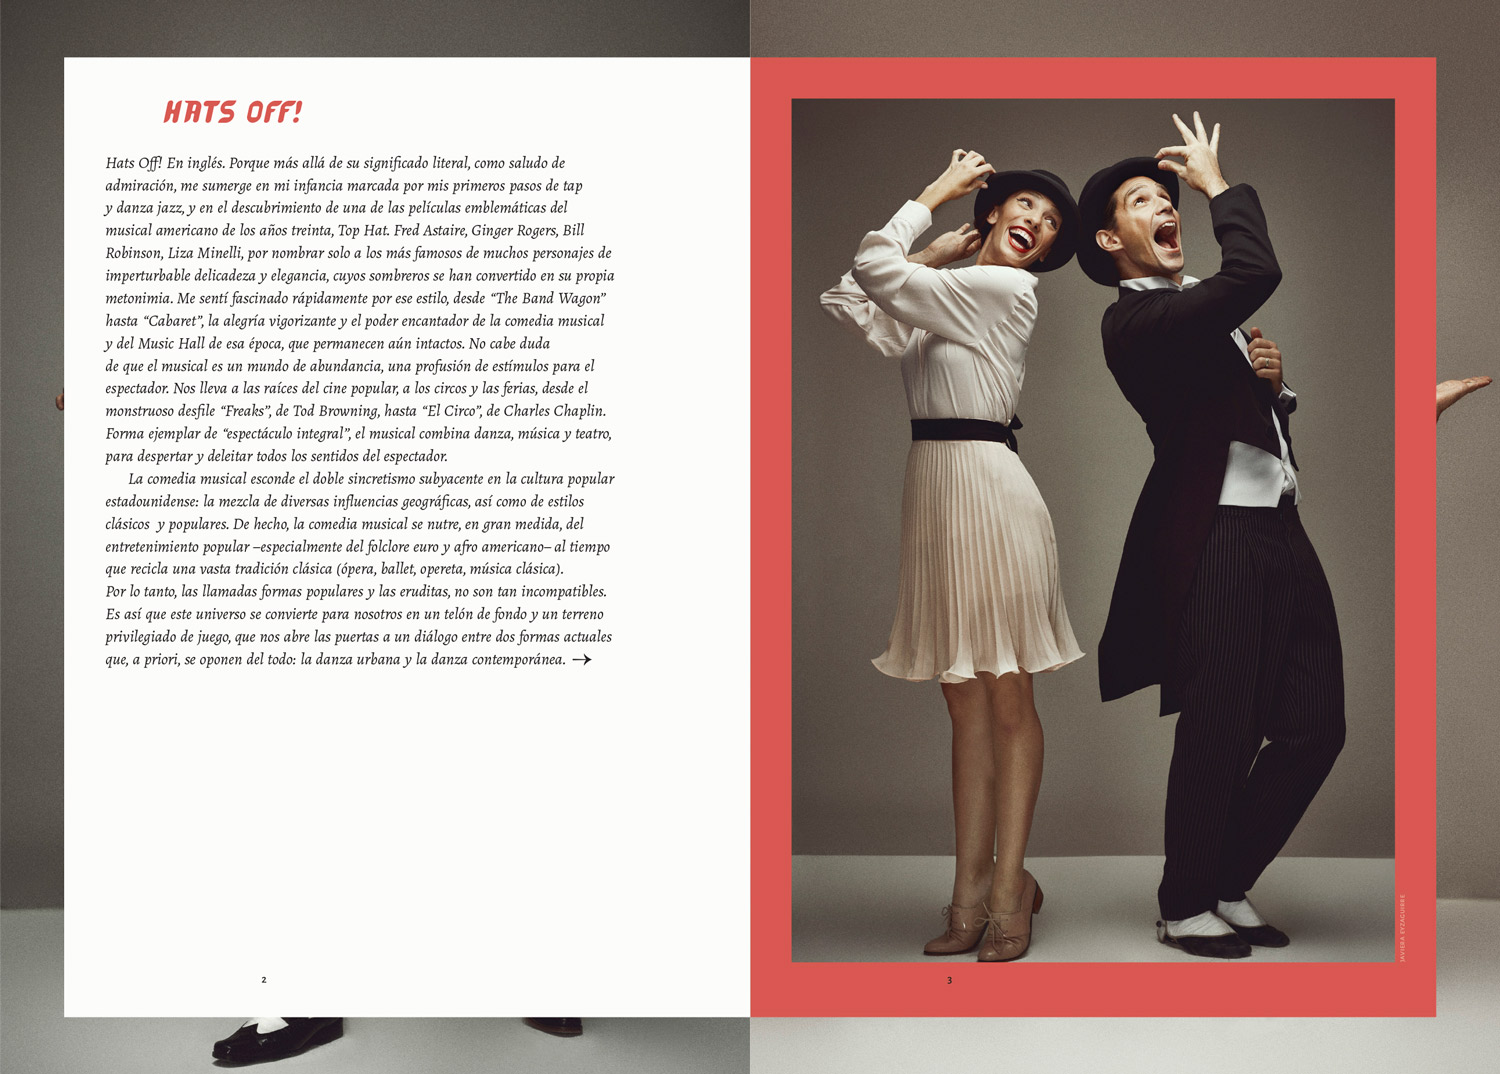 HATS OFF!
Hats Off! En inglés. Porque más allá de su significado literal, como saludo de
admiración, me sumerge en mi infancia marcada por mis primeros pasos de tap
y danza jazz, y en el descubrimiento de una de las películas emblemáticas del
musical americano de los años treinta, Top Hat. Fred Astaire, Ginger Rogers, Bill
Robinson, Liza Minelli, por nombrar solo a los más famosos de muchos personajes de
imperturbable delicadeza y elegancia, cuyos sombreros se han convertido en su propia
metonimia. Me sentí fascinado rápidamente por ese estilo, desde “The Band Wagon”
hasta “Cabaret”, la alegría vigorizante y el poder encantador de la comedia musical
y del Music Hall de esa época, que permanecen aún intactos. No cabe duda
de que el musical es un mundo de abundancia, una profusión de estímulos para el
espectador. Nos lleva a las raíces del cine popular, a los circos y las ferias, desde el
monstruoso desfile “Freaks”, de Tod Browning, hasta “El Circo”, de Charles Chaplin.
Forma ejemplar de “espectáculo integral”, el musical combina danza, música y teatro,
para despertar y deleitar todos los sentidos del espectador.
La comedia musical esconde el doble sincretismo subyacente en la cultura popular
estadounidense: la mezcla de diversas influencias geográficas, así como de estilos
clásicos y populares. De hecho, la comedia musical se nutre, en gran medida, del
entretenimiento popular –especialmente del folclore euro y afro americano– al tiempo
que recicla una vasta tradición clásica (ópera, ballet, opereta, música clásica).
Por lo tanto, las llamadas formas populares y las eruditas, no son tan incompatibles.
Es así que este universo se convierte para nosotros en un telón de fondo y un terreno
privilegiado de juego, que nos abre las puertas a un diálogo entre dos formas actuales
que, a priori, se oponen del todo: la danza urbana y la danza contemporánea. →
2
JAVIERA EYZAGUIRRE
3